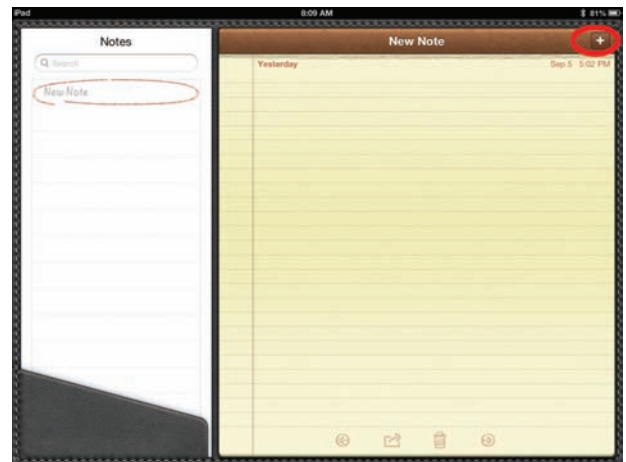 iPad 8:09 AM 81%
Notes
Search
New Note
New Note +
Yesterday Sep 5 5:02 PM